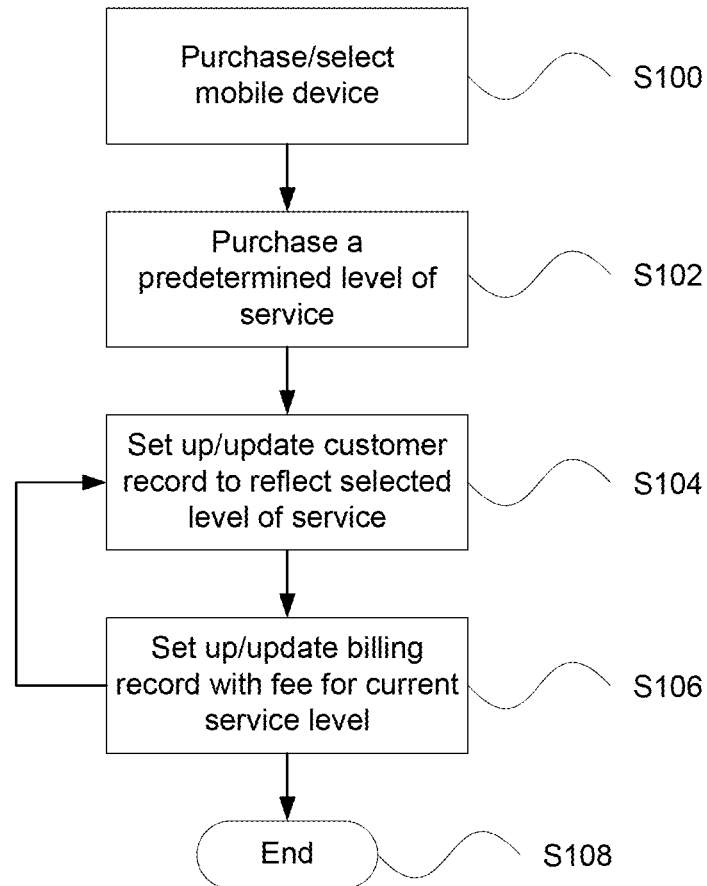 Purchase/select
mobile device
S100
Purchase a
predetermined level of
service
S102
Set up/update customer
record to reflect selected
level of service
S104
Set up/update billing
record with fee for current
service level
S106
End
S108